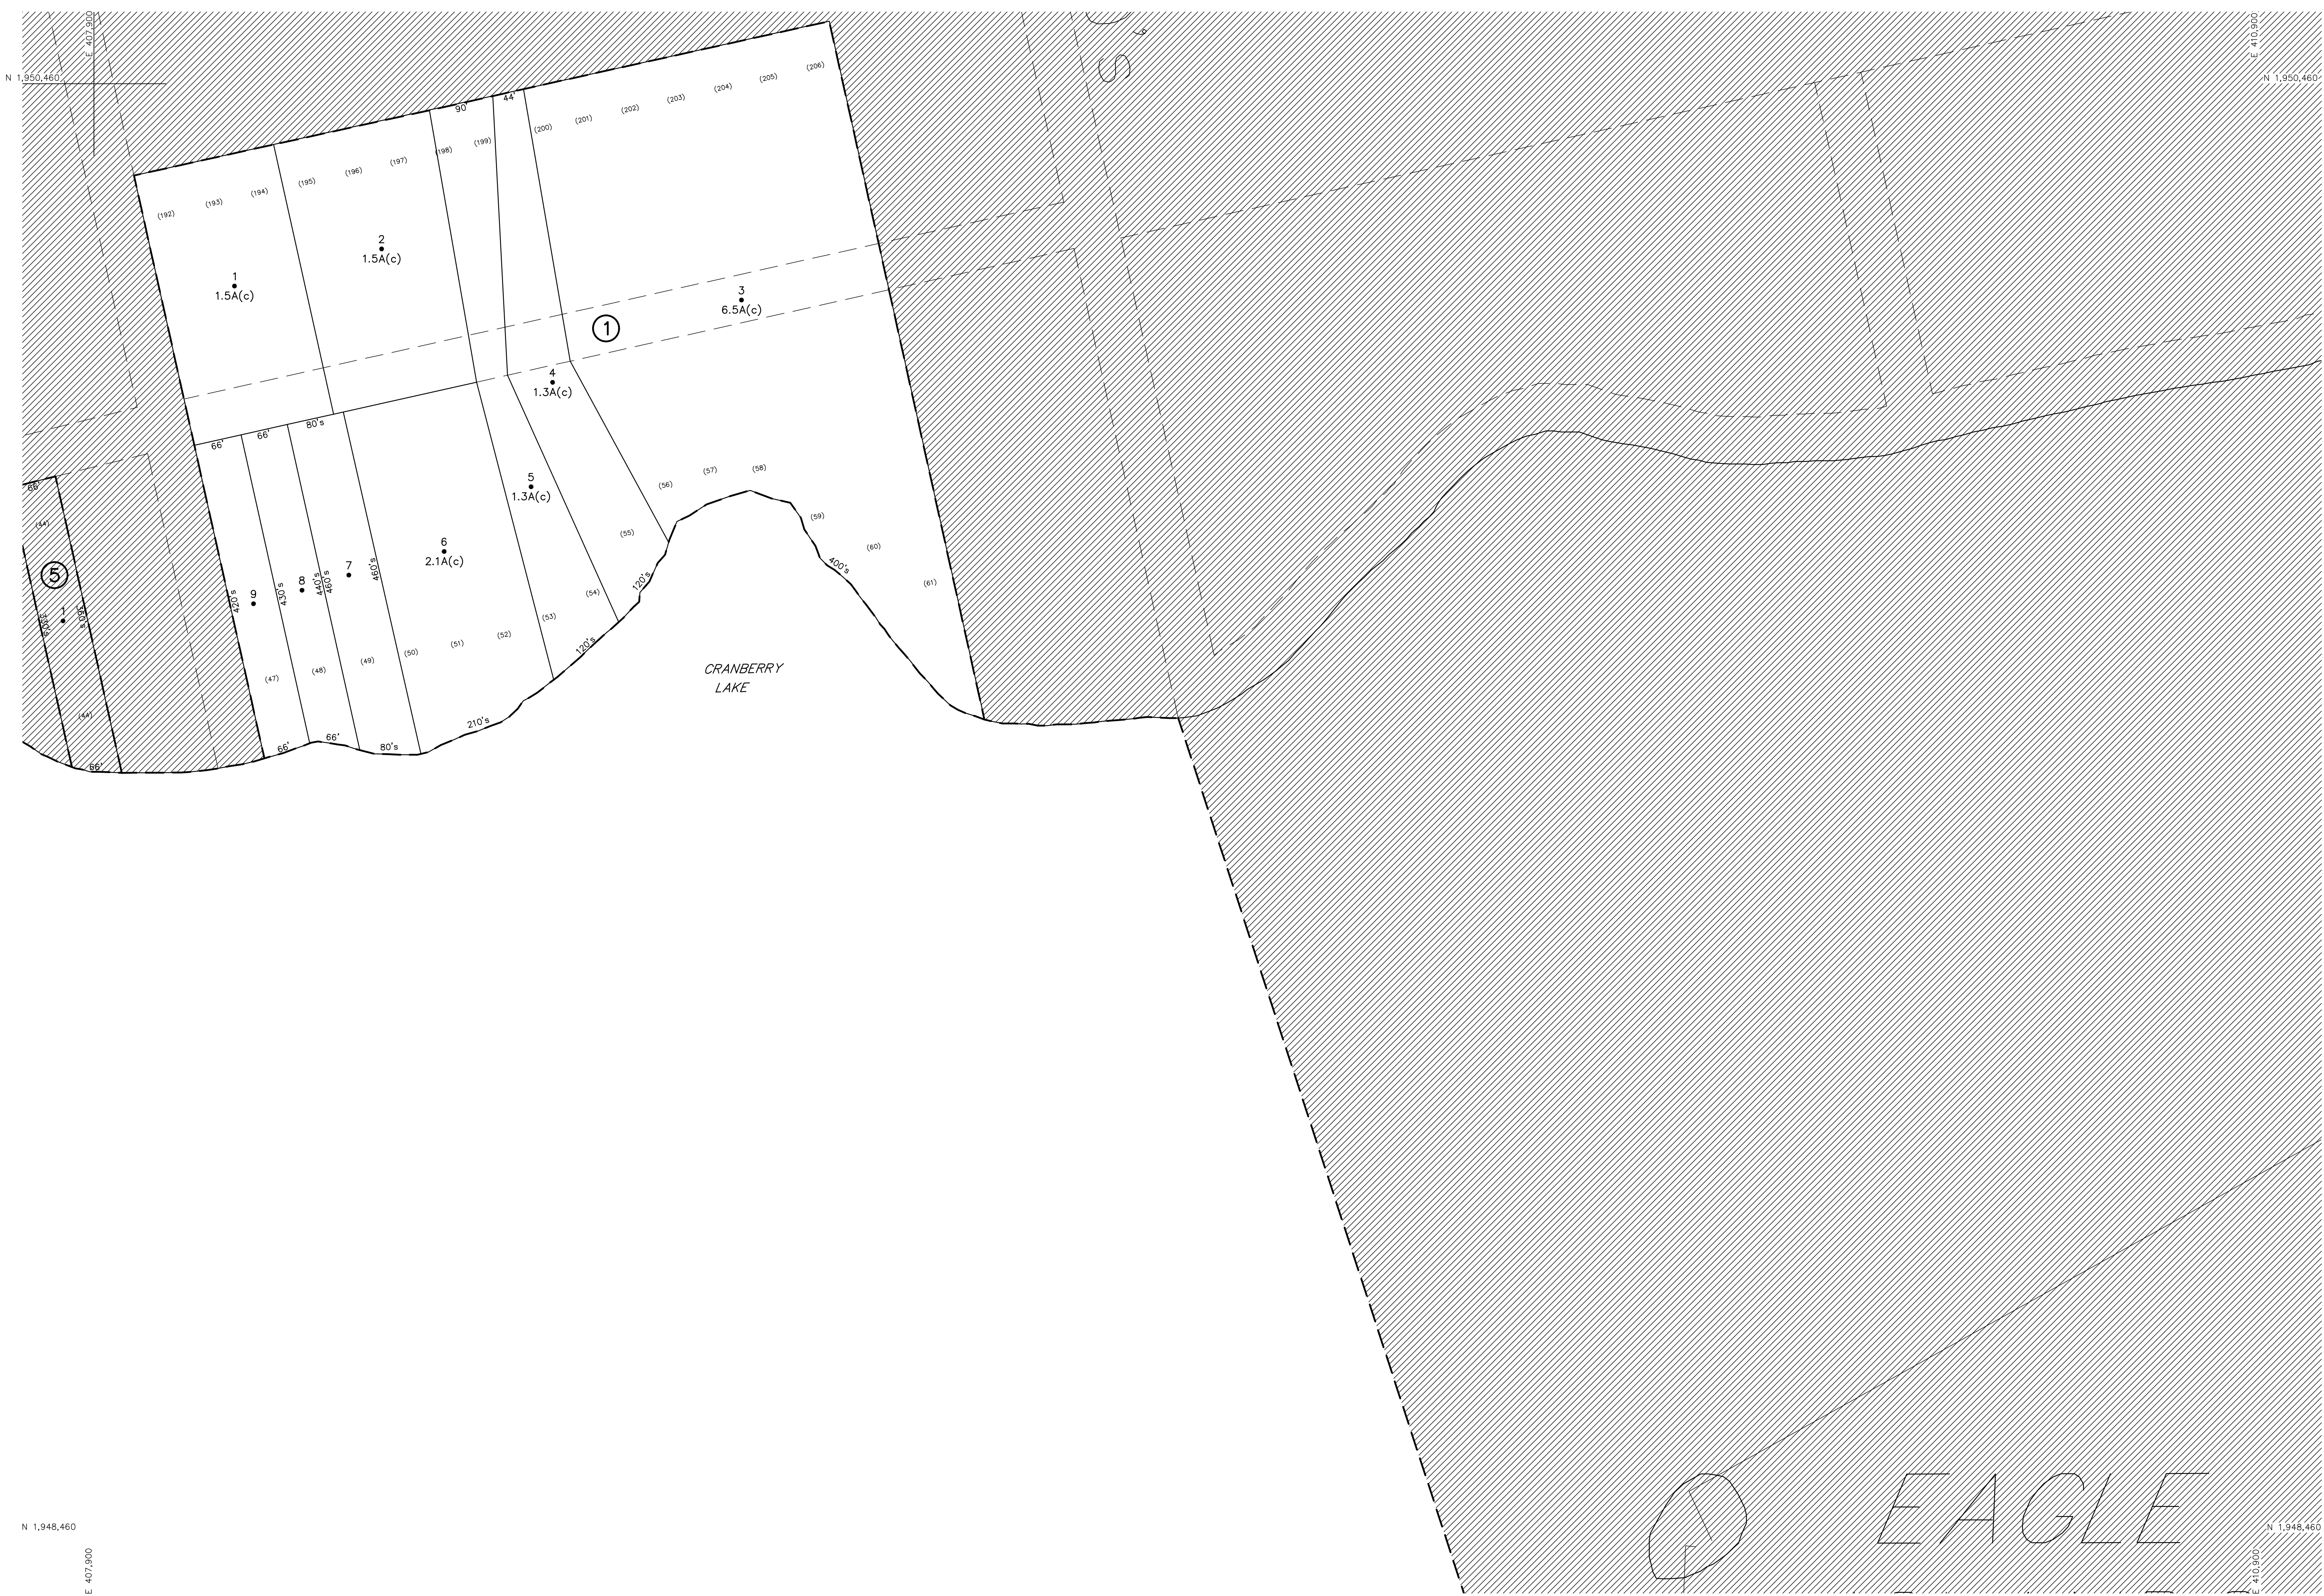 E 407,900
E 410,900
N 1,950,460
N 1,950,460
S
90'
44'
(192)
(193)
(194)
(195)
(196)
(197)
(198)
(199)
(200)
(201)
(202)
(203)
(204)
(205)
(206)
1
1.5A(c)
2
1.5A(c)
3
6.5A(c)
1
4
1.3A(c)
5
1.3A(c)
6
2.1A(c)
7
8
9
66'
66'
80's
66'
(44)
5
1
330's
360's
(44)
66'
420's
430's
440's
460's
460's
(47)
(48)
(49)
(50)
(51)
(52)
(53)
(54)
(55)
(56)
(57)
(58)
(59)
(60)
(61)
66'
66'
80's
210's
120's
120's
400's
CRANBERRY
LAKE
EAGLE
N 1,948,460
N 1,948,460
E 407,900
E 410,900